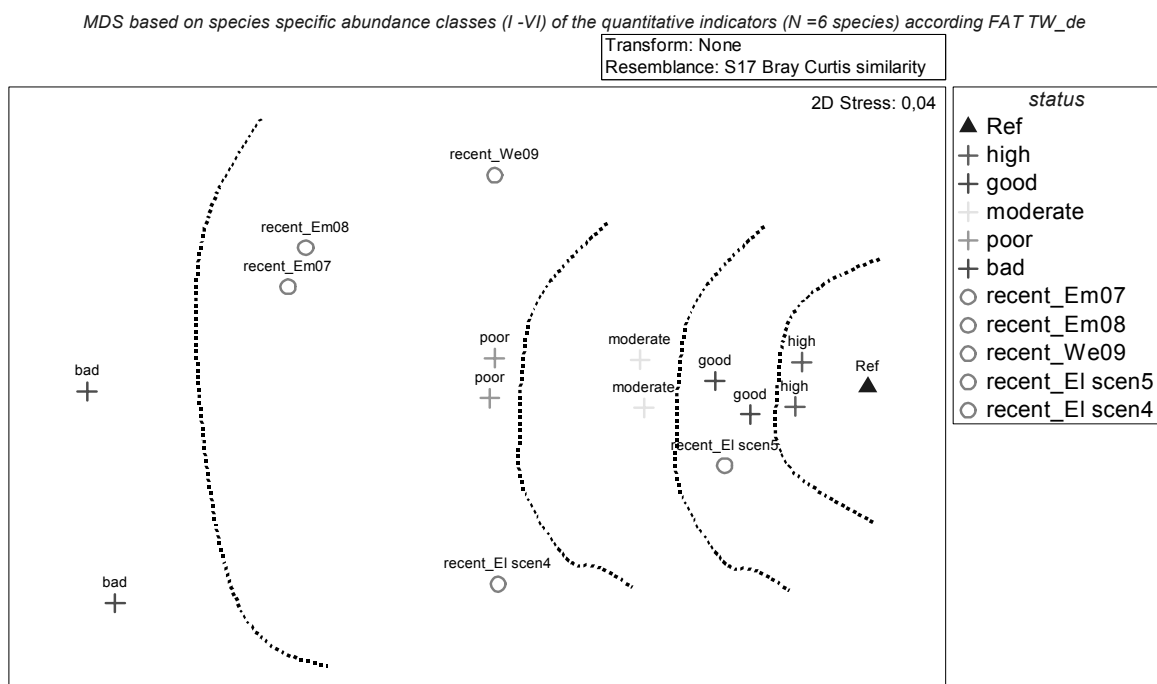 MDS based on species specific abundance classes (I -VI) of the quantitative indicators (N =6 species) according FAT TW_de
Transform: None
Resemblance: S17 Bray Curtis similarity
2D Stress: 0,04
recent_We09
recent_Em08
recent_Em07
poor
moderate
high
good
Ref
bad
poor
moderate
good
high
recent_El scen5
recent_El scen4
bad
status
Ref
high
good
moderate
poor
bad
recent_Em07
recent_Em08
recent_We09
recent_El scen5
recent_El scen4